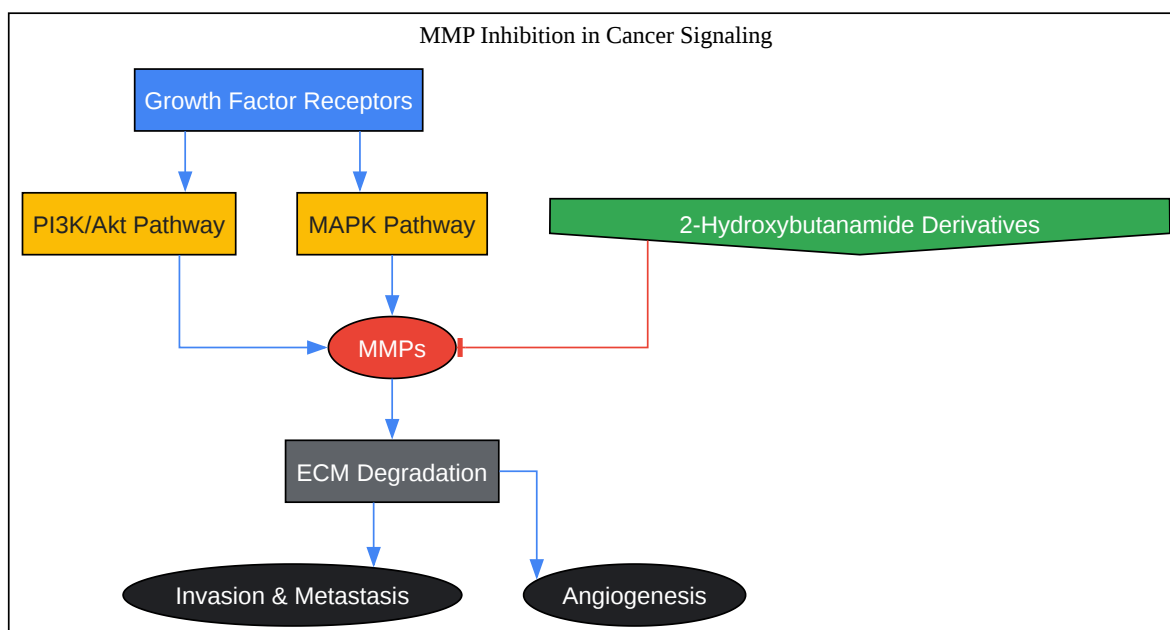 MMP Inhibition in Cancer Signaling
Growth Factor Receptors
PI3K/Akt Pathway
MAPK Pathway
2-Hydroxybutanamide Derivatives
MMPs
ECM Degradation
Invasion & Metastasis
Angiogenesis